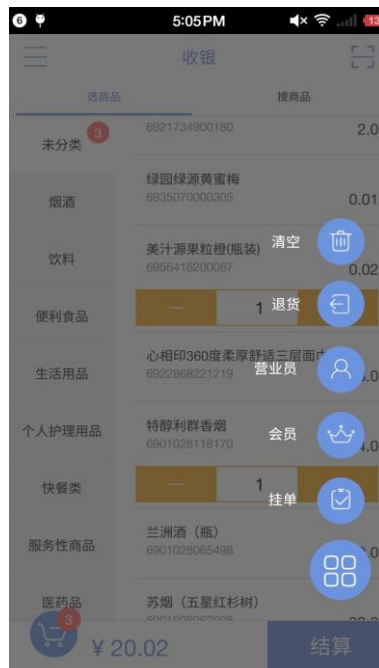 6
5:05PM
13
收银
选商品
搜商品
未分类
3
烟酒
饮料
便利食品
生活用品
个人护理用品
快餐类
服务性商品
医药品
6921734900180
2.0
绿园绿源黄蜜梅
6935070000305
0.01
美汁源果粒橙(瓶装)
6956416200067
0.02
1
心相印360度柔厚舒适三层面巾
6922868221219
.0
特醇利群香烟
6901028118170
.0
1
兰洲酒（瓶）
6901028065498
.0
苏烟（五星红杉树）
清空
退货
营业员
会员
挂单
3
¥ 20.02
结算